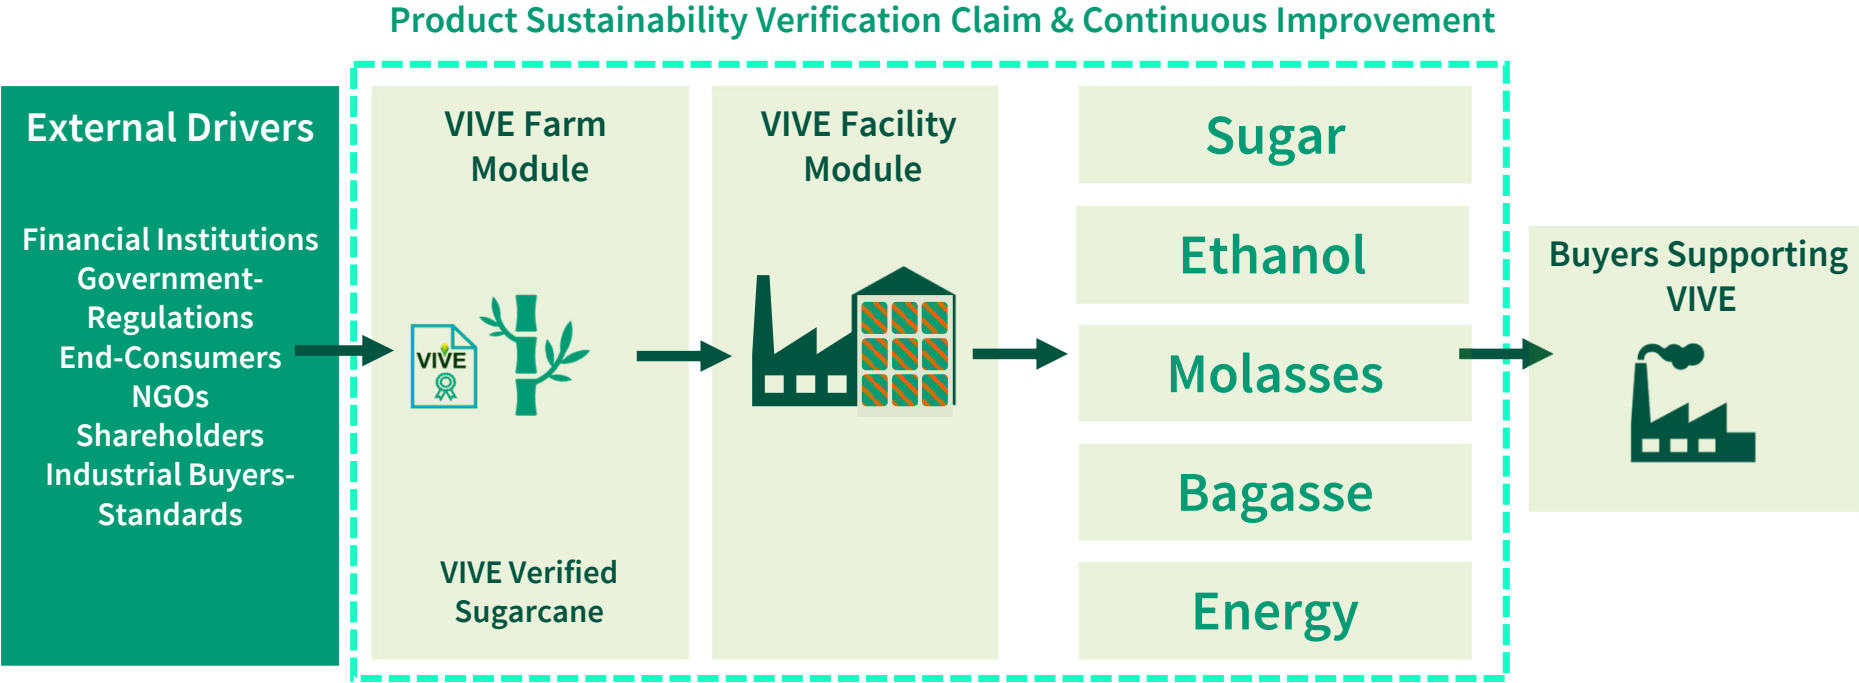 Product Sustainability Verification Claim & Continuous Improvement
External Drivers
Financial Institutions
Government-
Regulations
End-Consumers
NGOs
Shareholders
Industrial Buyers-
Standards
VIVE Farm
Module
VIVE
VIVE Verified
Sugarcane
VIVE Facility
Module
Sugar
Ethanol
Molasses
Bagasse
Energy
Buyers Supporting
VIVE